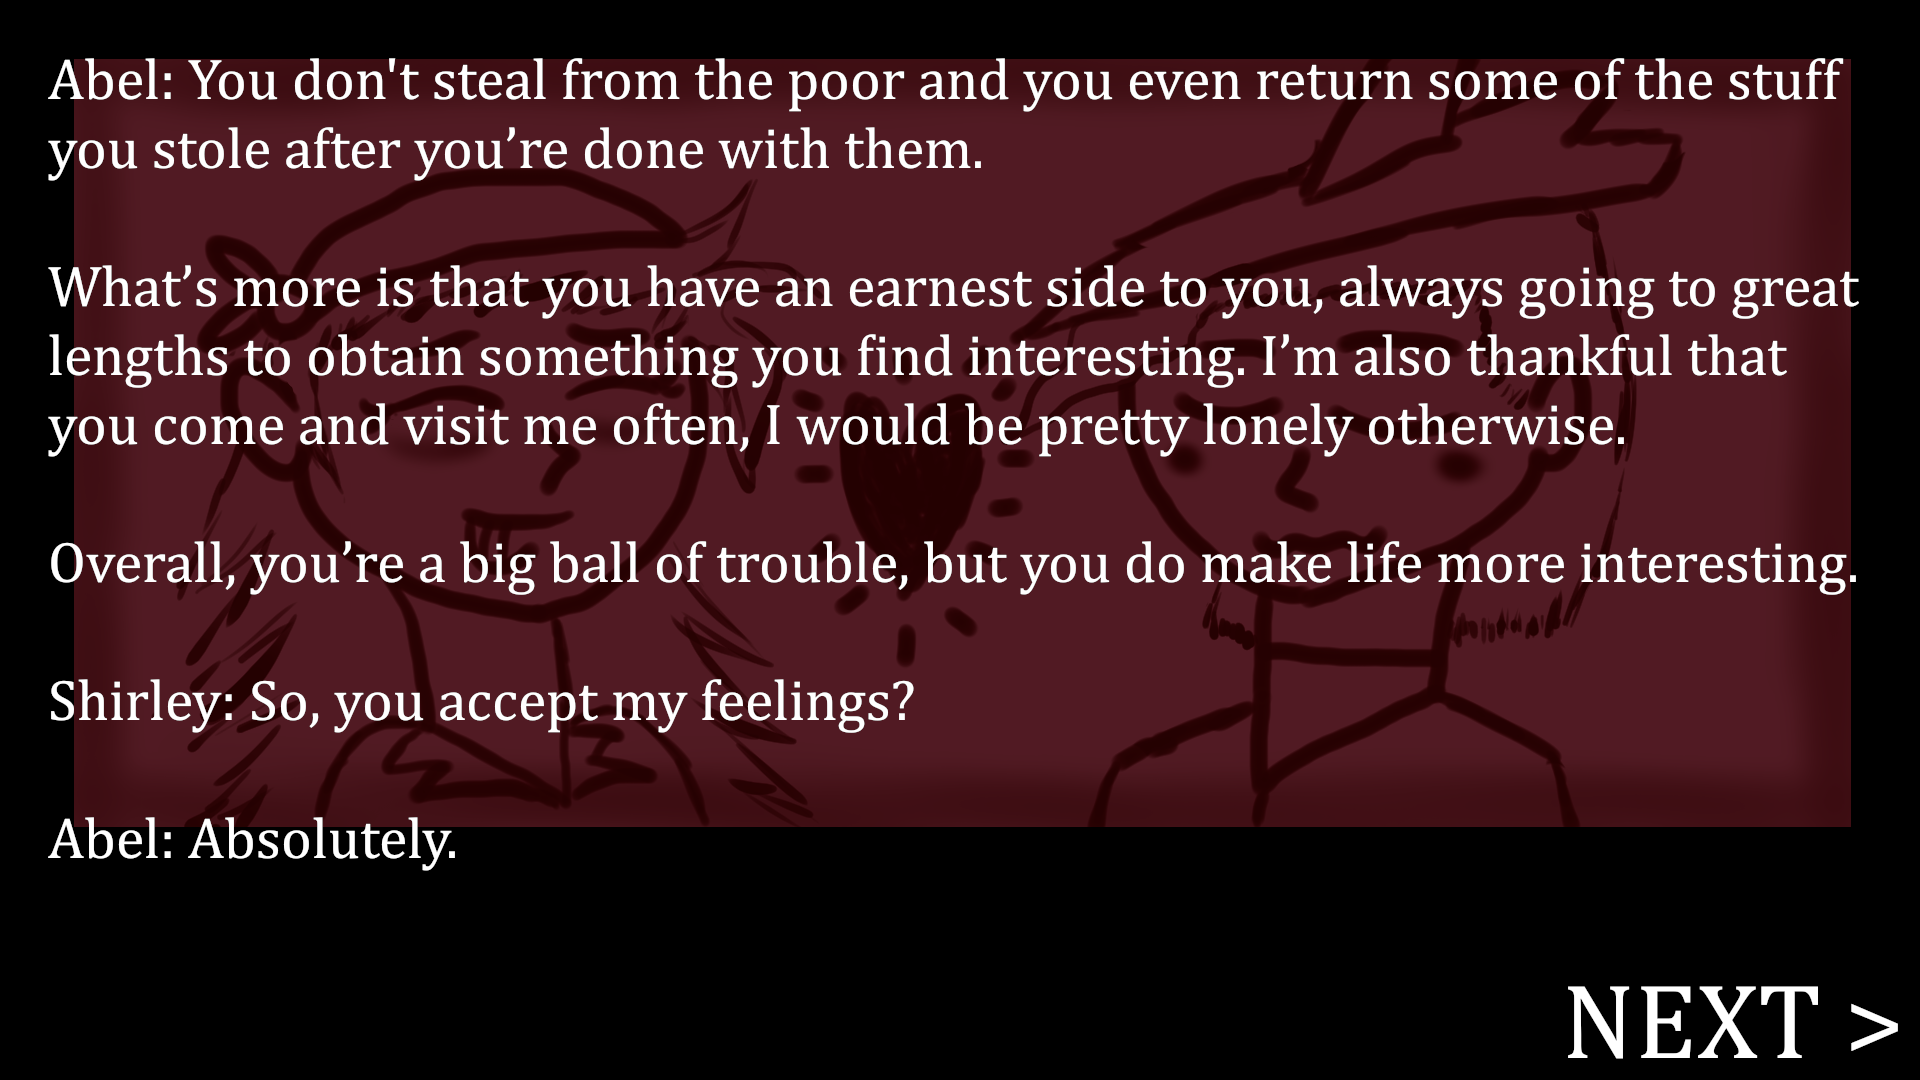 Abel: You don't steal from the poor and you even return some of the stuff
you stole after you’re done with them.
What’s more is that you have an earnest side to you, always going to great
lengths to obtain something you find interesting. I’m also thankful that
you come and visit me often, I would be pretty lonely otherwise.
Overall, you’re a big ball of trouble, but you do make life more interesting.
Shirley: So, you accept my feelings?
Abel: Absolutely.
NEXT >